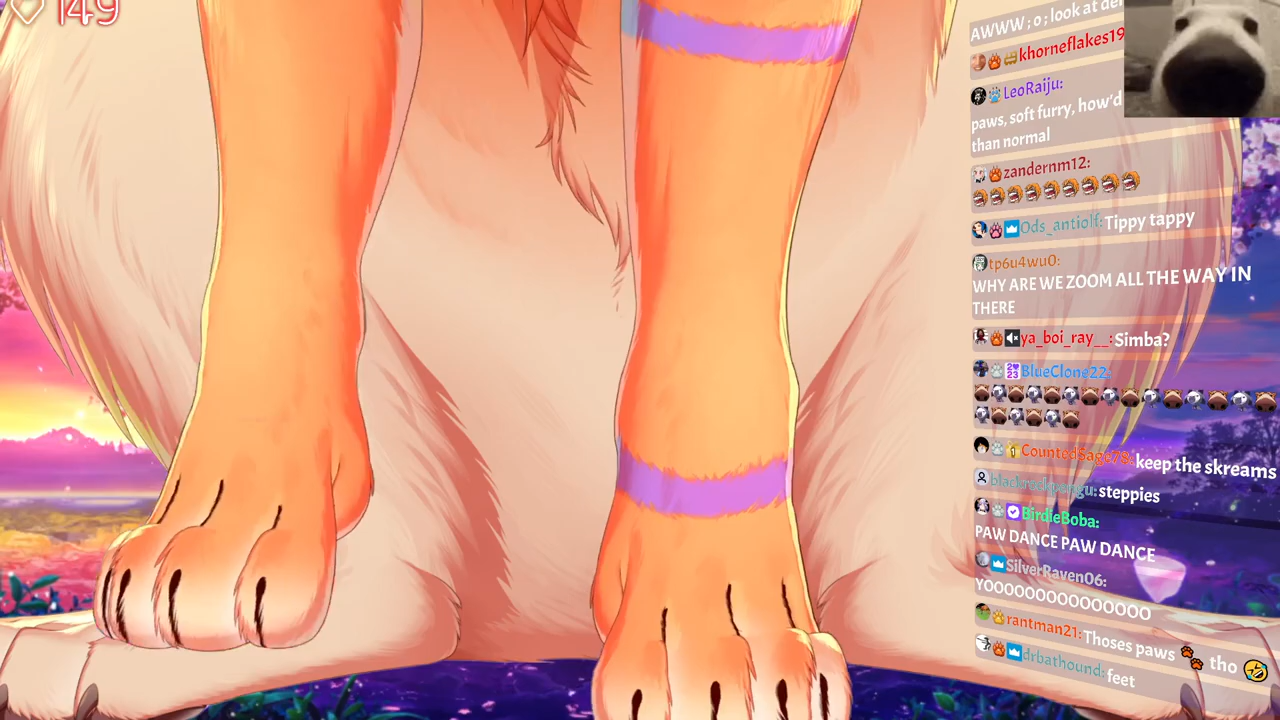 149
AWWW ; o ; look at
khorneflakes19
LeoRaiju:
paws, soft furry, how'd
than normal
zandernm12:
Ods_antiolf: Tippy tappy
tp6u4wu0:
WHY ARE WE ZOOM ALL THE WAY IN
THERE
ya_boi_ray__: Simba?
BlueClone22:
CountedSage78: keep the skreams
steppies
BirdieBoba:
PAW DANCE PAW DANCE
SilverRaven06:
YOOOOOOOOOOOOOOO
rantman21: Thoses paws 🐾 tho 🤣
drbathound: feet